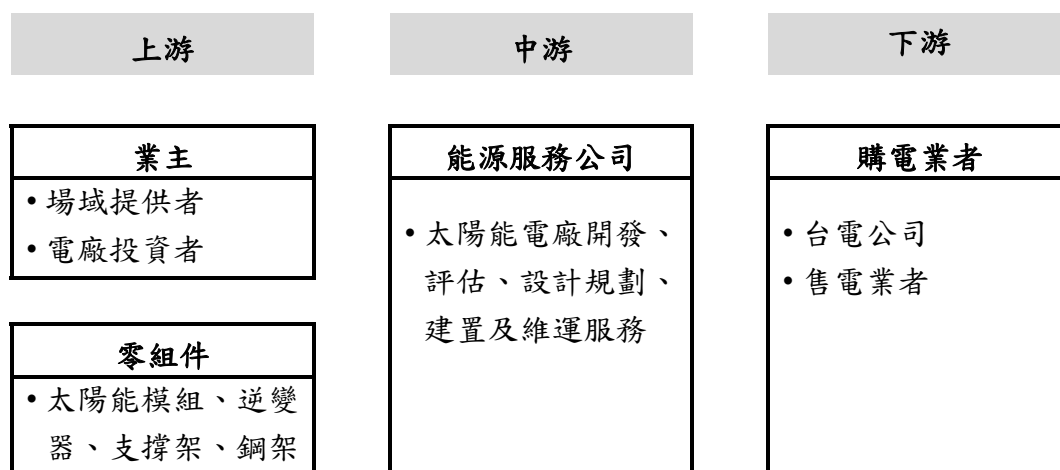 上游
中游
下游
業主
•場域提供者
•電廠投資者
零組件
•太陽能模組、逆變
器、支撐架、鋼架
能源服務公司
•太陽能電廠開發、
評估、設計規劃、
建置及維運服務
購電業者
•台電公司
•售電業者